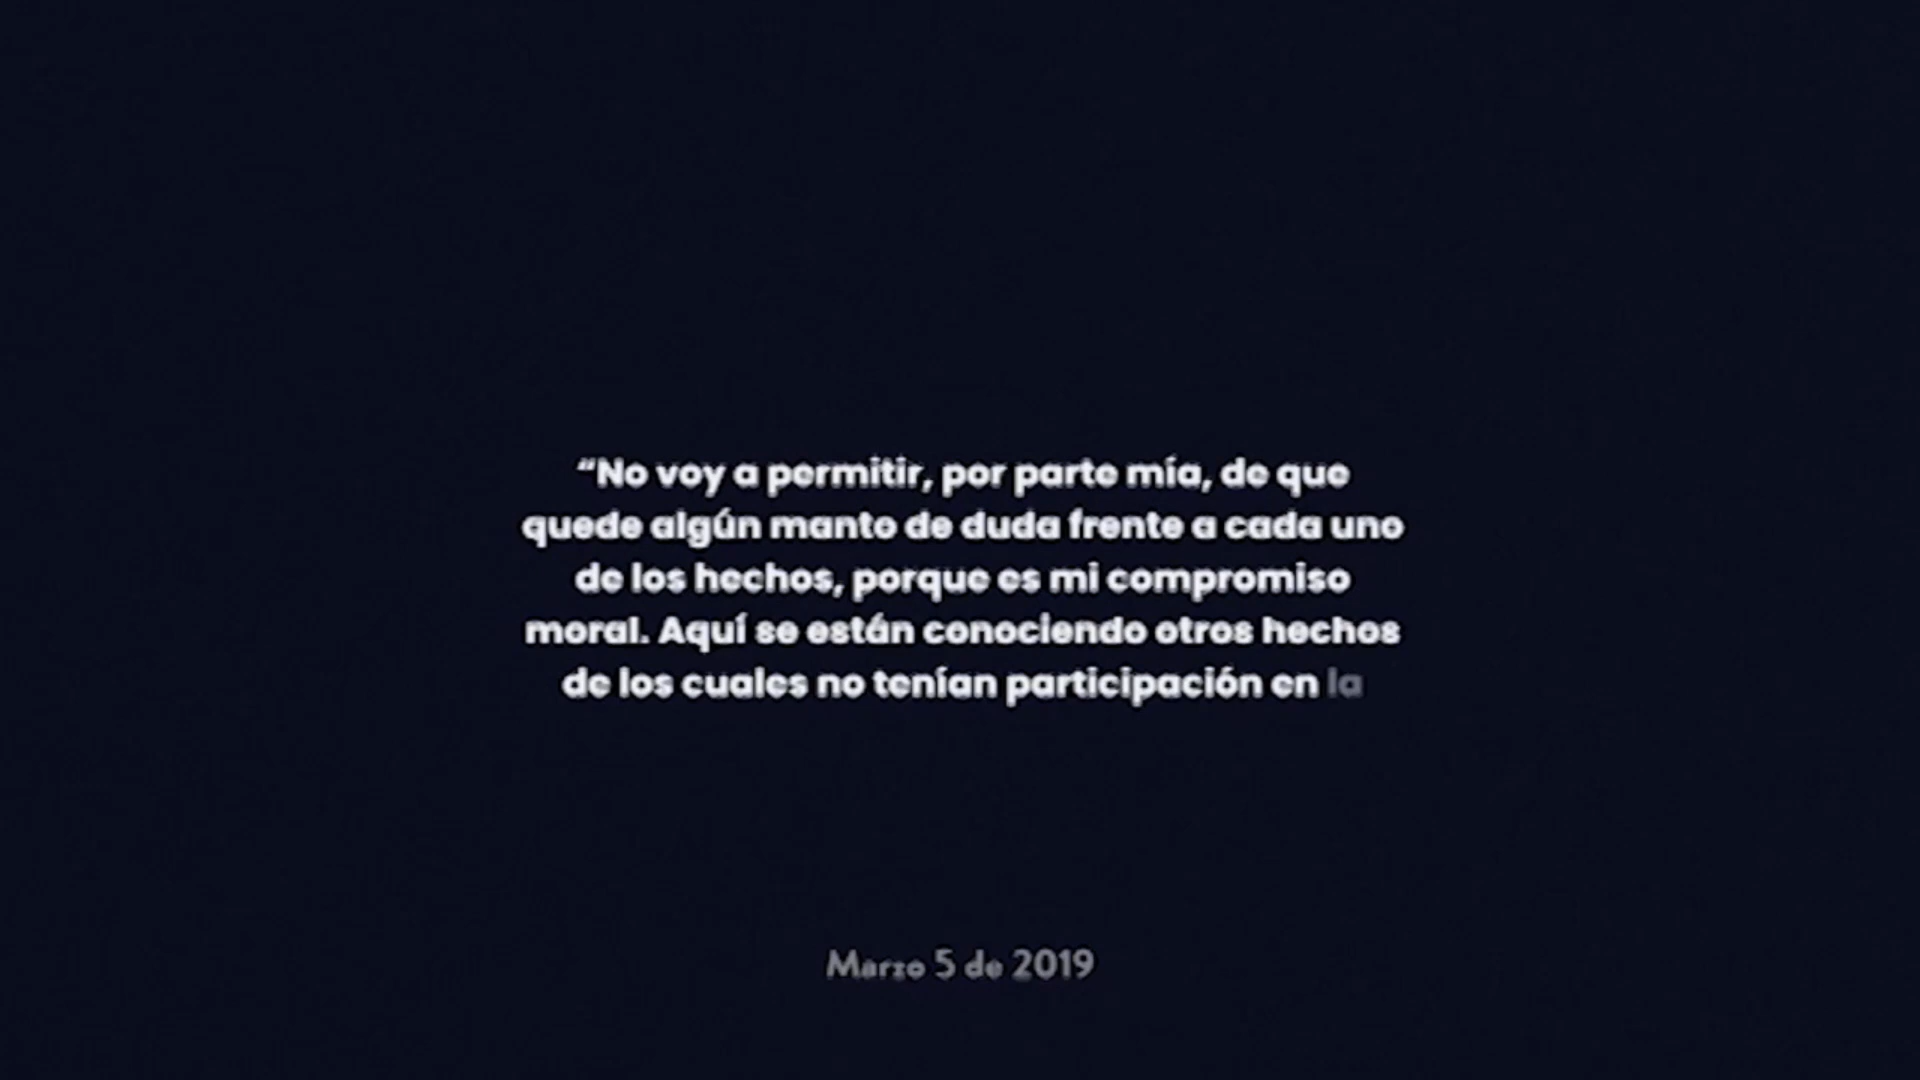 “No voy a permitir, por parte mía, de que
quede algún manto de duda frente a cada uno
de los hechos, porque es mi compromiso
moral. Aquí se están conociendo otros hechos
de los cuales no tenían participación en la
Marzo 5 de 2019